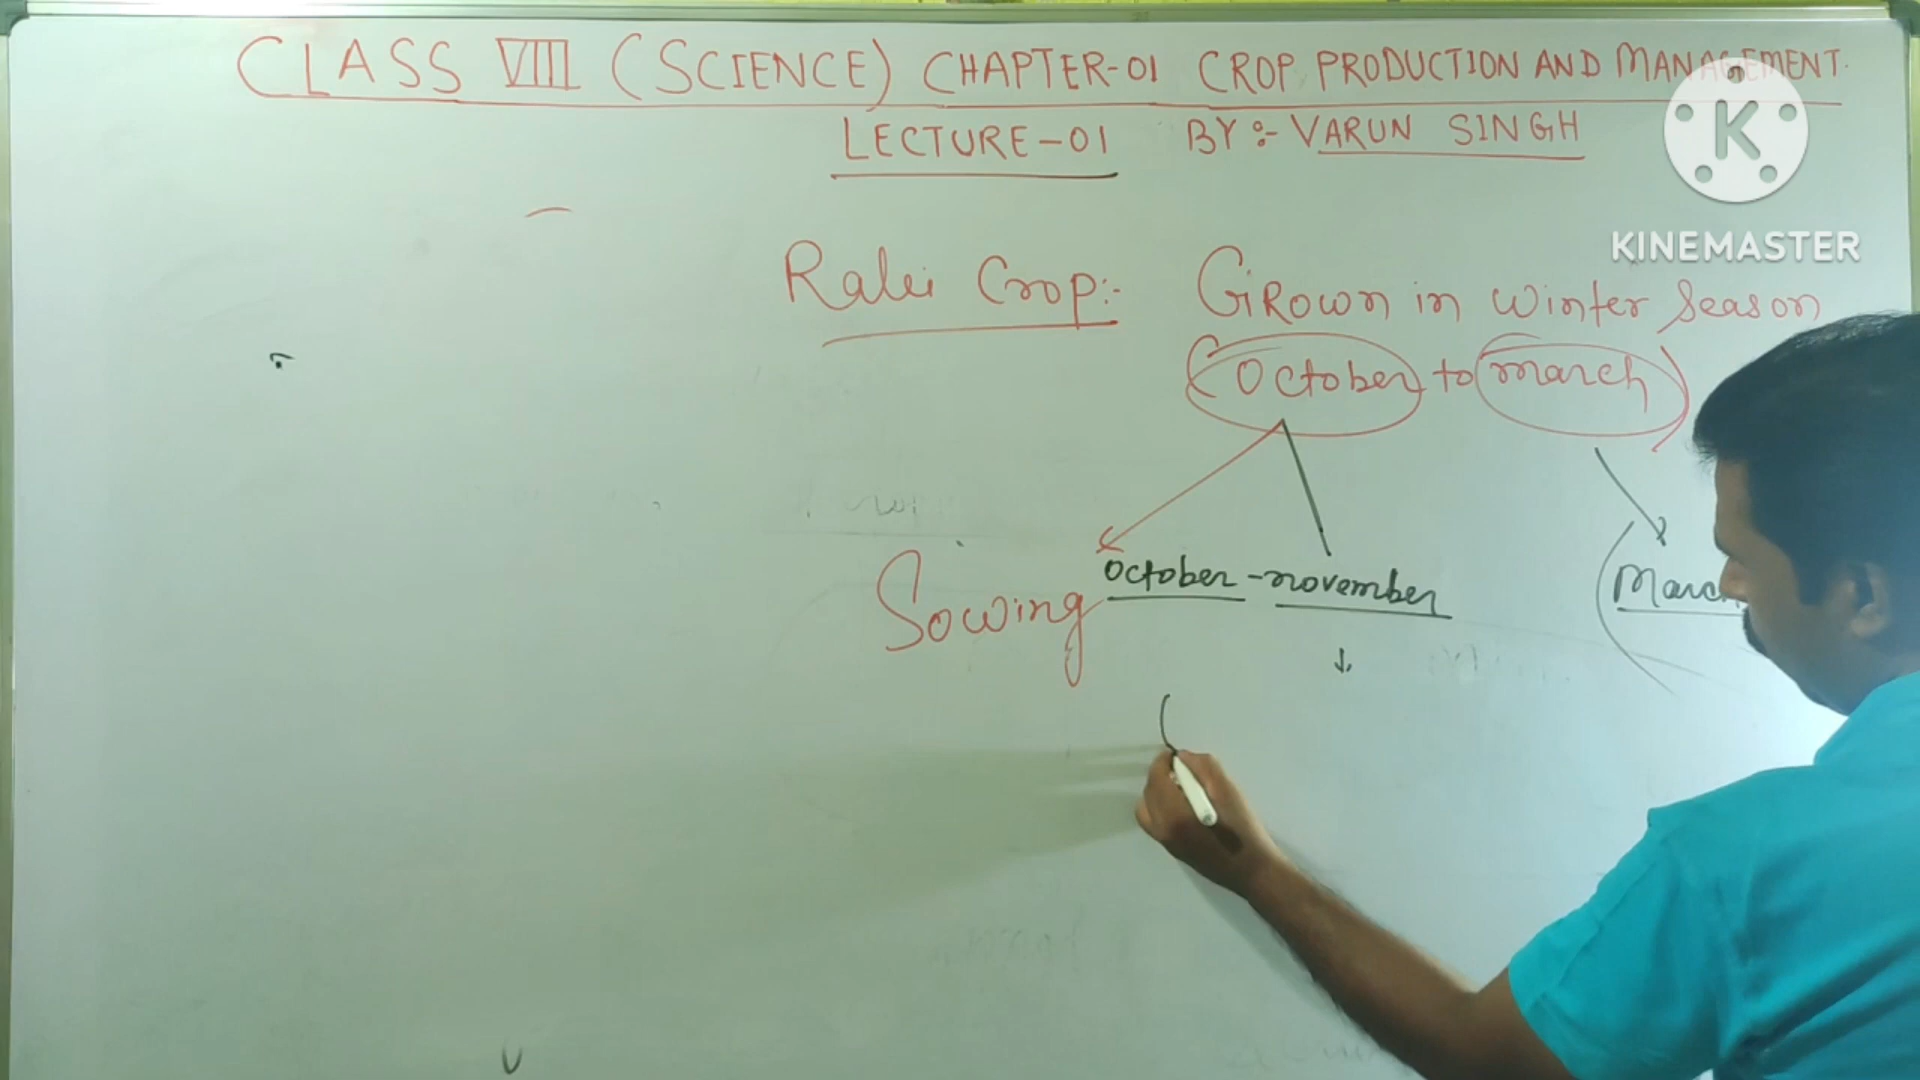 CLASS VIII (SCIENCE) CHAPTER-01 CROP PRODUCTION AND MANAGEMENT.
LECTURE-01 BY:- VARUN SINGH
KINEMASTER
Rabi Crop:- GROWN in winter season
(October to march)
October - november
Sowing